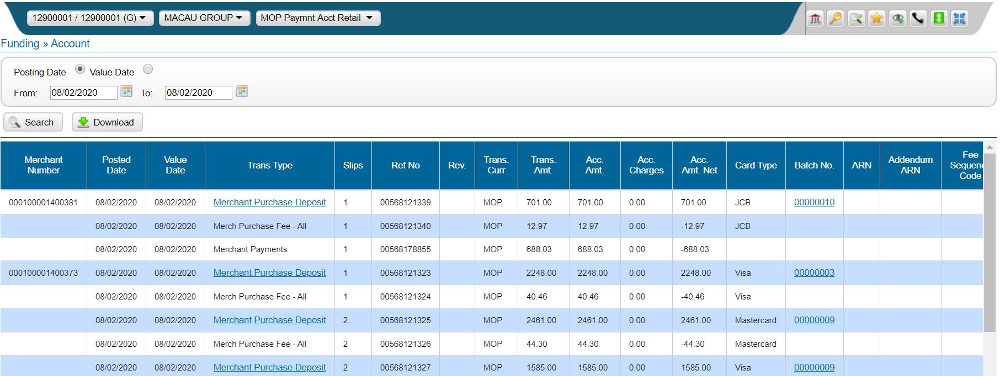 12900001 / 12900001 (G) MACAU GROUP MOP Paymnt Acct Retail
Funding » Account
Posting Date Value Date
From: 08/02/2020 To: 08/02/2020
Search Download
Merchant Number Posted Date Value Date Trans Type Slips Ref No Rev. Trans. Curr Trans. Amt. Acc. Amt. Acc. Charges Acc. Amt. Net Card Type Batch No. ARN Addendum ARN Fee Sequenc Code
000100001400381 08/02/2020 08/02/2020 Merchant Purchase Deposit 1 00568121339 MOP 701.00 701.00 0.00 701.00 JCB 00000010
08/02/2020 08/02/2020 Merch Purchase Fee - All 1 00568121340 MOP 12.97 12.97 0.00 -12.97 JCB
08/02/2020 08/02/2020 Merchant Payments 1 00568178855 MOP 688.03 688.03 0.00 -688.03
000100001400373 08/02/2020 08/02/2020 Merchant Purchase Deposit 1 00568121323 MOP 2248.00 2248.00 0.00 2248.00 Visa 00000003
08/02/2020 08/02/2020 Merch Purchase Fee - All 1 00568121324 MOP 40.46 40.46 0.00 -40.46 Visa
08/02/2020 08/02/2020 Merchant Purchase Deposit 2 00568121325 MOP 2461.00 2461.00 0.00 2461.00 Mastercard 00000009
08/02/2020 08/02/2020 Merch Purchase Fee - All 2 00568121326 MOP 44.30 44.30 0.00 -44.30 Mastercard
08/02/2020 08/02/2020 Merchant Purchase Deposit 2 00568121327 MOP 1585.00 1585.00 0.00 1585.00 Visa 00000009